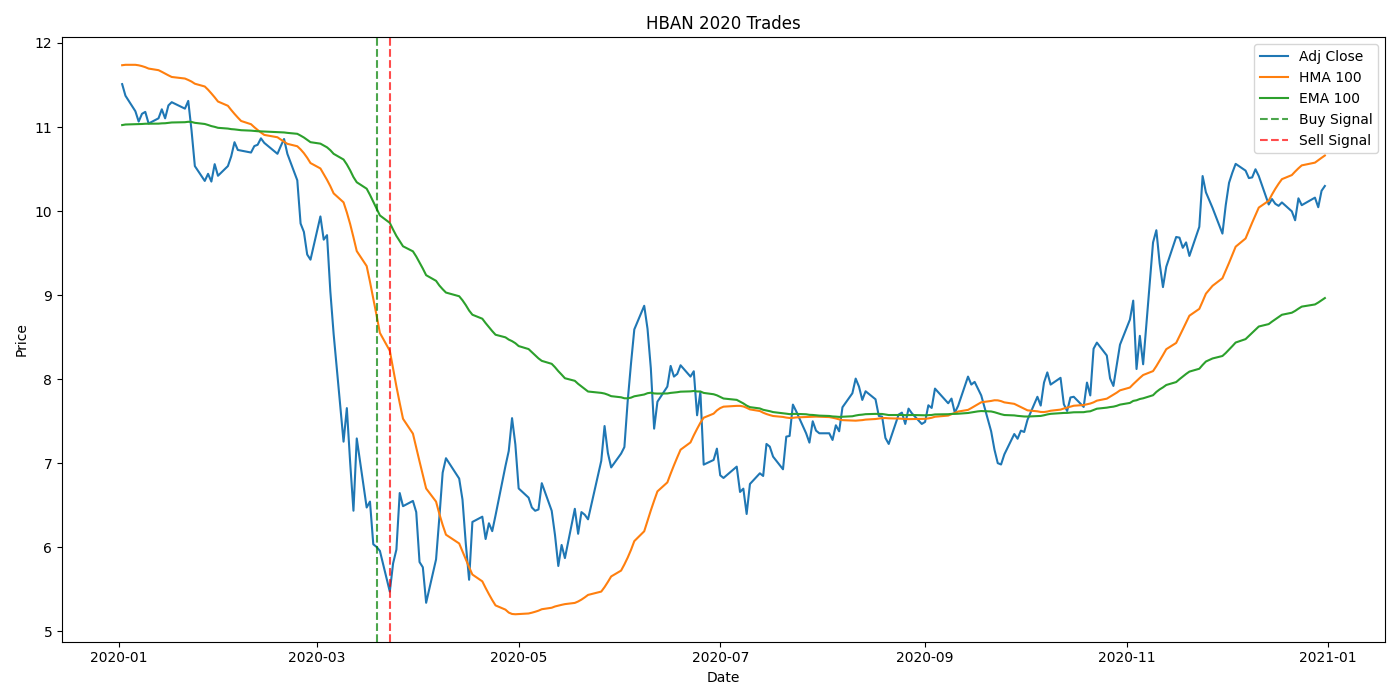 HBAN 2020 Trades
Adj Close
HMA 100
EMA 100
Buy Signal
Sell Signal
Price
12
11
10
9
8
7
6
5
2020-01
2020-03
2020-05
2020-07
2020-09
2020-11
2021-01
Date